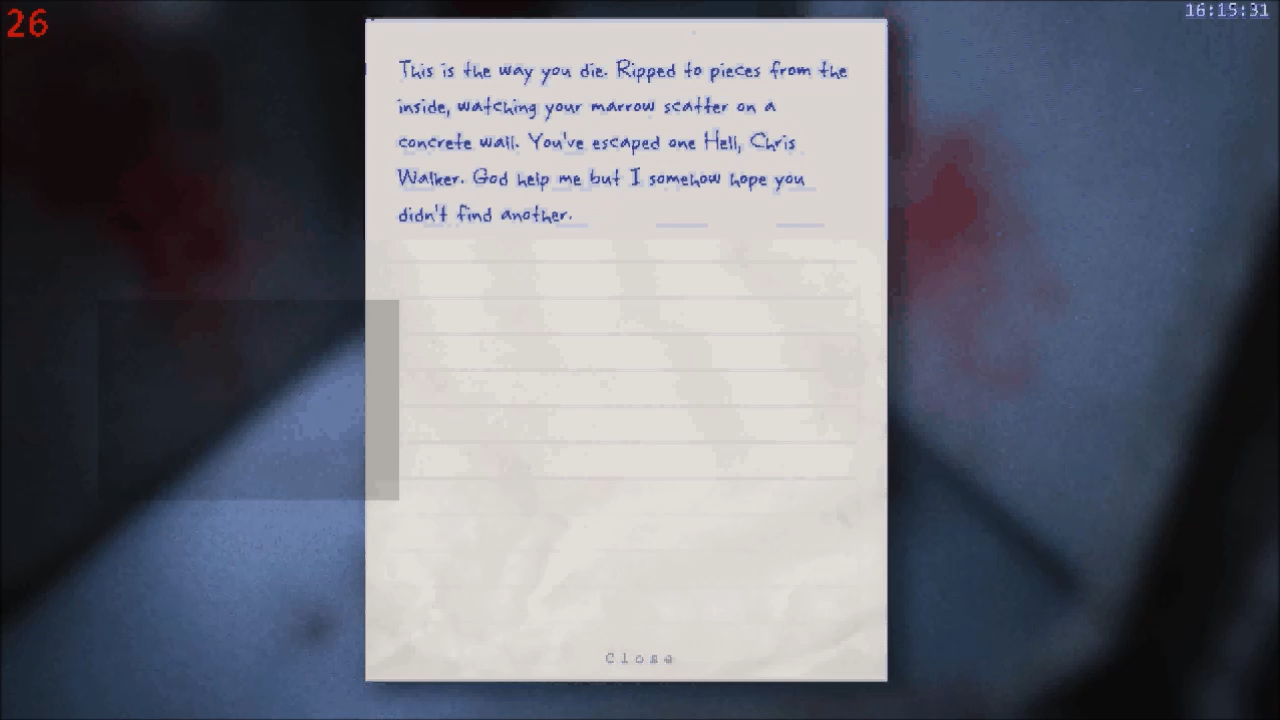 26
16:15:31
This is the way you die. Ripped to pieces from the
inside, watching your marrow scatter on a
concrete wall. You've escaped one Hell, Chris
Walker. God help me but I somehow hope you
didn't find another.
Close